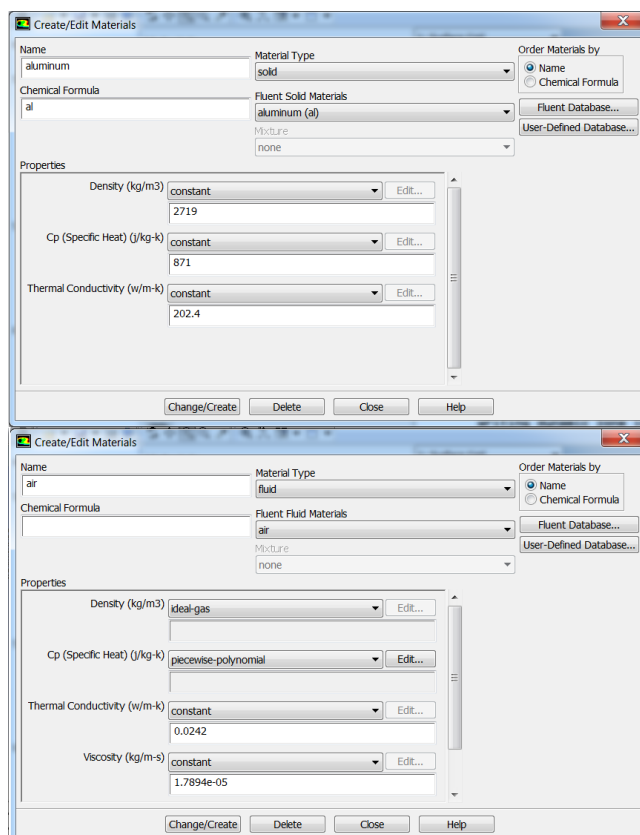 Create/Edit Materials
Name
aluminum
Chemical Formula
al
Material Type
solid
Fluent Solid Materials
aluminum (al)
Mixture
none
Order Materials by
Name
Chemical Formula
Fluent Database...
User-Defined Database...
Properties
Density (kg/m3) constant Edit...
2719
Cp (Specific Heat) (j/kg-k) constant Edit...
871
Thermal Conductivity (w/m-k) constant Edit...
202.4
Change/Create Delete Close Help
Create/Edit Materials
Name
air
Chemical Formula
Material Type
fluid
Fluent Fluid Materials
air
Mixture
none
Order Materials by
Name
Chemical Formula
Fluent Database...
User-Defined Database...
Properties
Density (kg/m3) ideal-gas Edit...
Cp (Specific Heat) (j/kg-k) piecewise-polynomial Edit...
Thermal Conductivity (w/m-k) constant Edit...
0.0242
Viscosity (kg/m-s) constant Edit...
1.7894e-05
Change/Create Delete Close Help